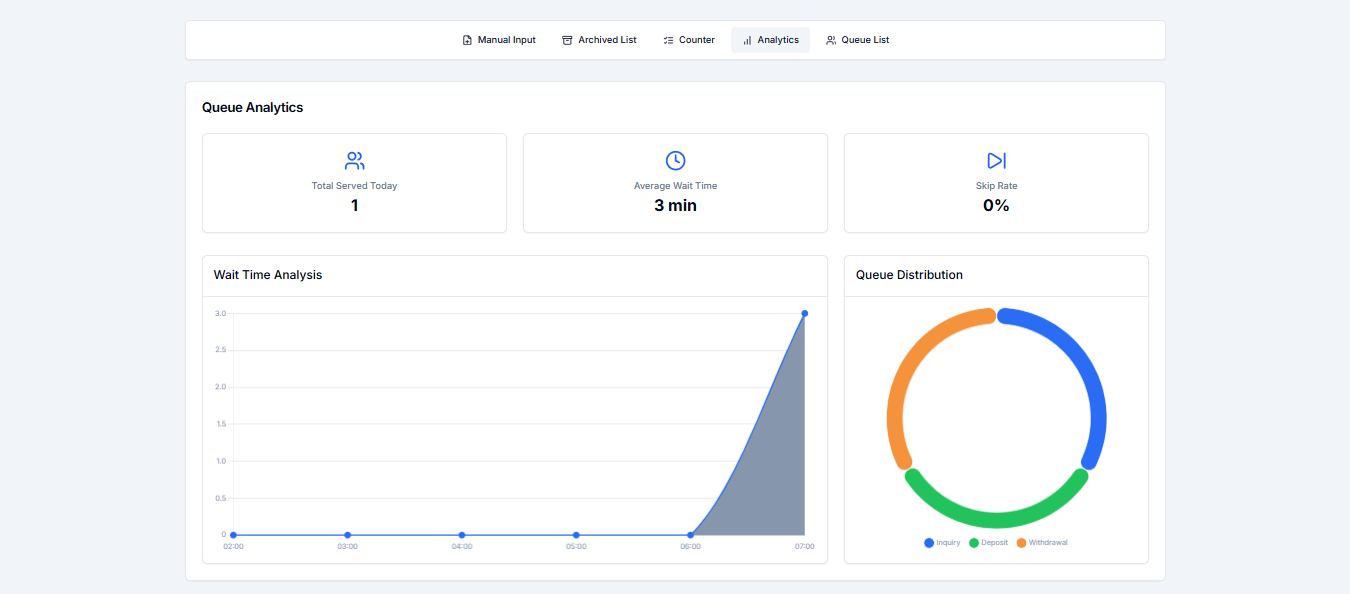 Manual Input Archived List Counter Analytics Queue List
Queue Analytics
Total Served Today
1
Average Wait Time
3 min
Skip Rate
0%
Wait Time Analysis
3.0
2.5
2.0
1.5
1.0
0.5
0
02:00 03:00 04:00 05:00 06:00 07:00
Queue Distribution
Inquiry Deposit Withdrawal